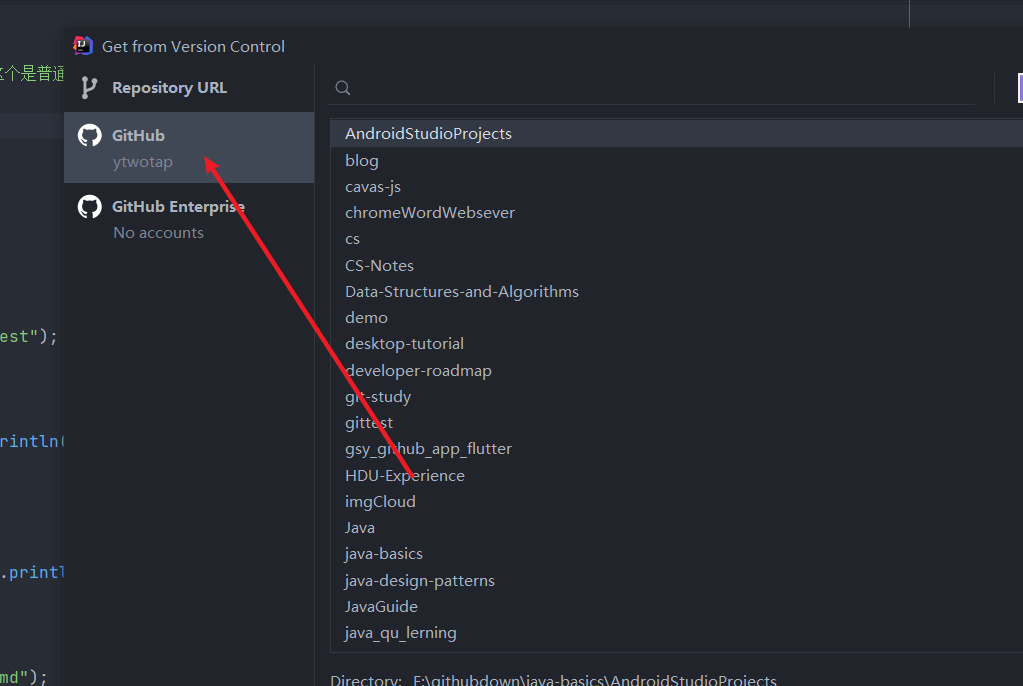 Get from Version Control
这个是普通
Repository URL
GitHub
ytwotap
GitHub Enterprise
No accounts
AndroidStudioProjects
blog
cavas-js
chromeWordWebsever
cs
CS-Notes
Data-Structures-and-Algorithms
demo
desktop-tutorial
developer-roadmap
git-study
gittest
gsy_github_app_flutter
HDU-Experience
imgCloud
Java
java-basics
java-design-patterns
JavaGuide
java_qu_lerning
est");
rintln(
.printl
md");
Directory: F:\githubdown\java-basics\AndroidStudioProjects